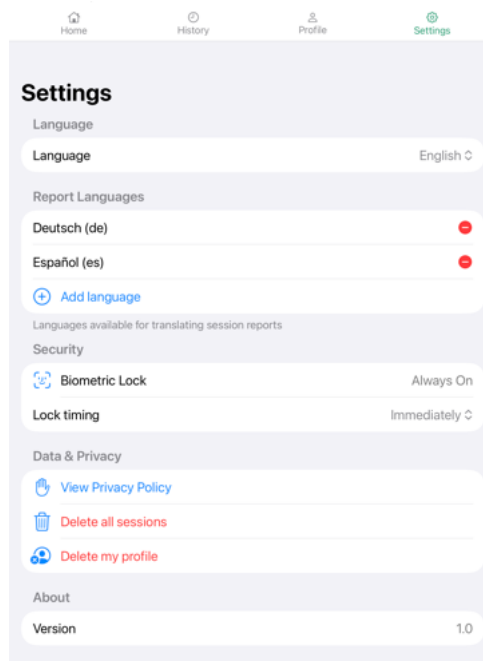 Home History Profile Settings
Settings
Language
Language English
Report Languages
Deutsch (de)
Español (es)
Add language
Languages available for translating session reports
Security
Biometric Lock Always On
Lock timing Immediately
Data & Privacy
View Privacy Policy
Delete all sessions
Delete my profile
About
Version 1.0